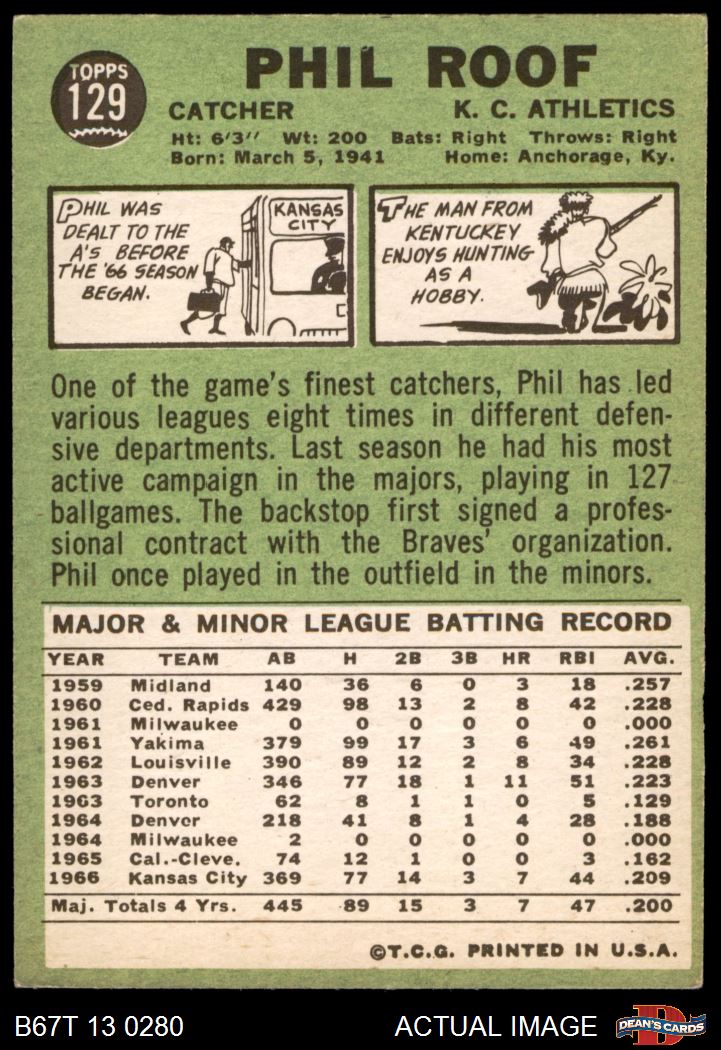 TOPPS
129
PHIL ROOF
CATCHER K. C. ATHLETICS
Ht: 6'3" Wt: 200 Bats: Right Throws: Right
Born: March 5, 1941 Home: Anchorage, Ky.
PHIL WAS
DEALT TO THE
A'S BEFORE
THE '66 SEASON
BEGAN.
KANSAS
CITY
THE MAN FROM
KENTUCKEY
ENJOYS HUNTING
AS A
HOBBY.
One of the game's finest catchers, Phil has led
various leagues eight times in different defen-
sive departments. Last season he had his most
active campaign in the majors, playing in 127
ballgames. The backstop first signed a profes-
sional contract with the Braves' organization.
Phil once played in the outfield in the minors.
MAJOR & MINOR LEAGUE BATTING RECORD
YEAR TEAM AB H 2B 3B HR RBI AVG.
1959 Midland 140 36 6 0 3 18 .257
1960 Ced. Rapids 429 98 13 2 8 42 .228
1961 Milwaukee 0 0 0 0 0 0 .000
1961 Yakima 379 99 17 3 6 49 .261
1962 Louisville 390 89 12 2 8 34 .228
1963 Denver 346 77 18 1 11 51 .223
1963 Toronto 62 8 1 1 0 5 .129
1964 Denver 218 41 8 1 4 28 .188
1964 Milwaukee 2 0 0 0 0 0 .000
1965 Cal.-Cleve. 74 12 1 0 0 3 .162
1966 Kansas City 369 77 14 3 7 44 .209
Maj. Totals 4 Yrs. 445 89 15 3 7 47 .200
©T.C.G. PRINTED IN U.S.A.
B67T 13 0280 ACTUAL IMAGE DEAN'S CARDS